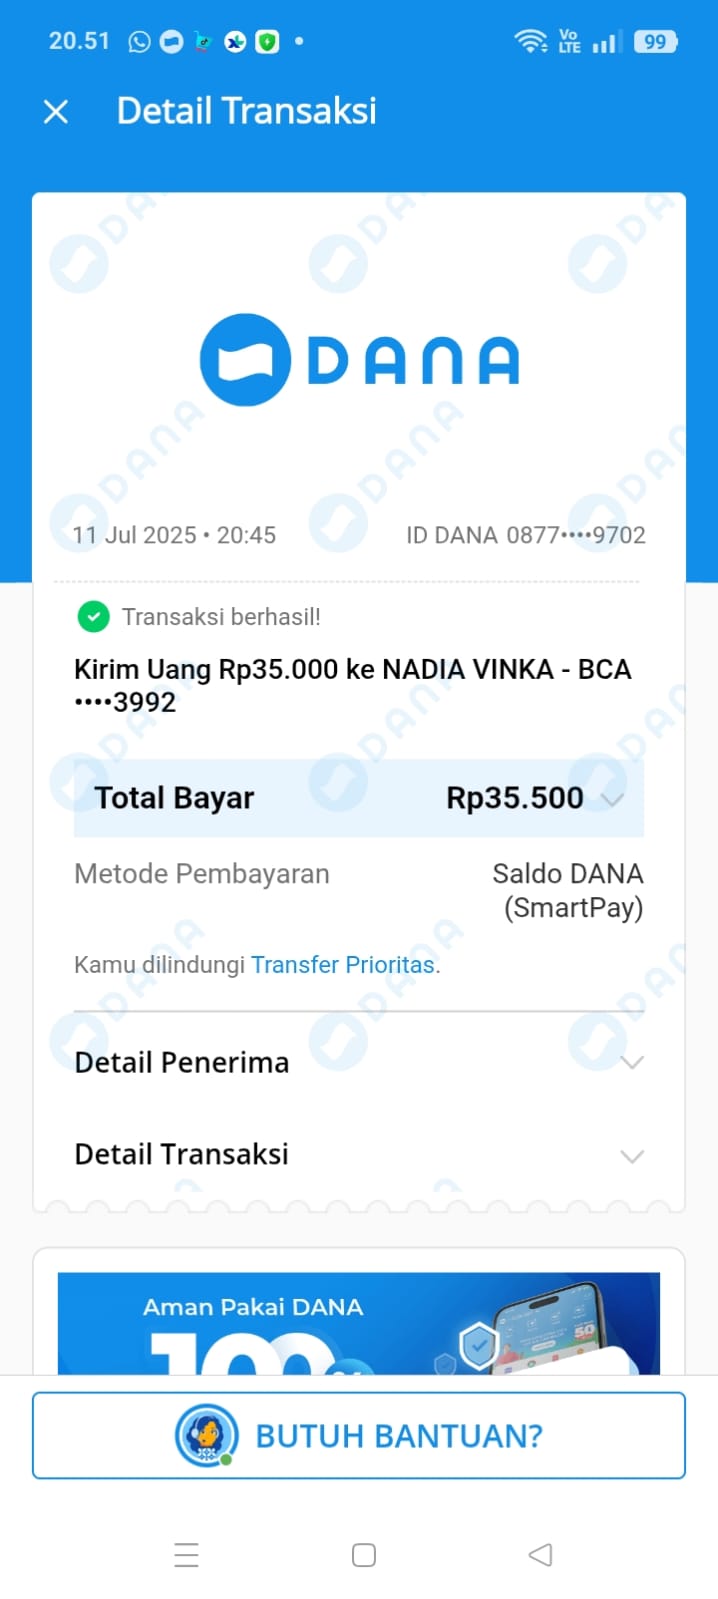 20.51
Vo LTE
99
Detail Transaksi
DANA
11 Jul 2025 • 20:45 ID DANA 0877••••9702
Transaksi berhasil!
Kirim Uang Rp35.000 ke NADIA VINKA - BCA
••••3992
Total Bayar Rp35.500
Metode Pembayaran Saldo DANA
(SmartPay)
Kamu dilindungi Transfer Prioritas.
Detail Penerima
Detail Transaksi
Aman Pakai DANA
100%
BUTUH BANTUAN?